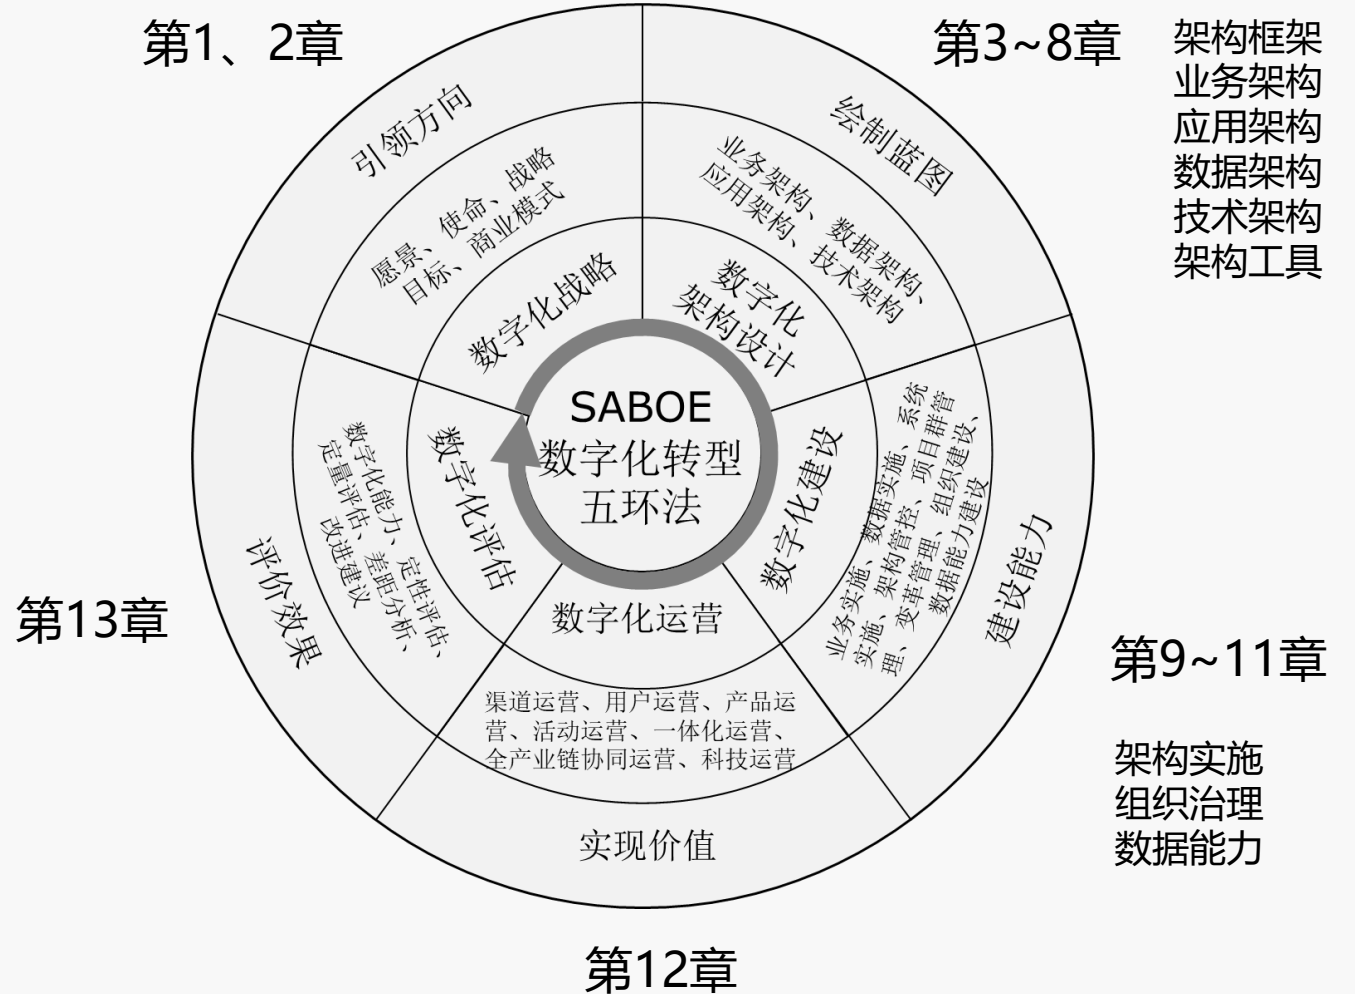 第1、2章
第3~8章
架构框架
业务架构
应用架构
数据架构
技术架构
架构工具
引领方向
愿景、使命、战略
目标、商业模式
数字化战略
绘制蓝图
业务架构、数据架构、
应用架构、技术架构
数字化
架构设计
SABOE
数字化转型
五环法
数字化建设
业务实施、数据实施、系统
实施、架构管控、项目群管
理、变革管理、组织建设、
数据能力建设
建设能力
第9~11章
架构实施
组织治理
数据能力
数字化运营
渠道运营、用户运营、产品运
营、活动运营、一体化运营、
全产业链协同运营、科技运营
实现价值
第12章
数字化评估
数字化能力、定性评估、
定量评估、差距分析、
改进建议
评价效果
第13章